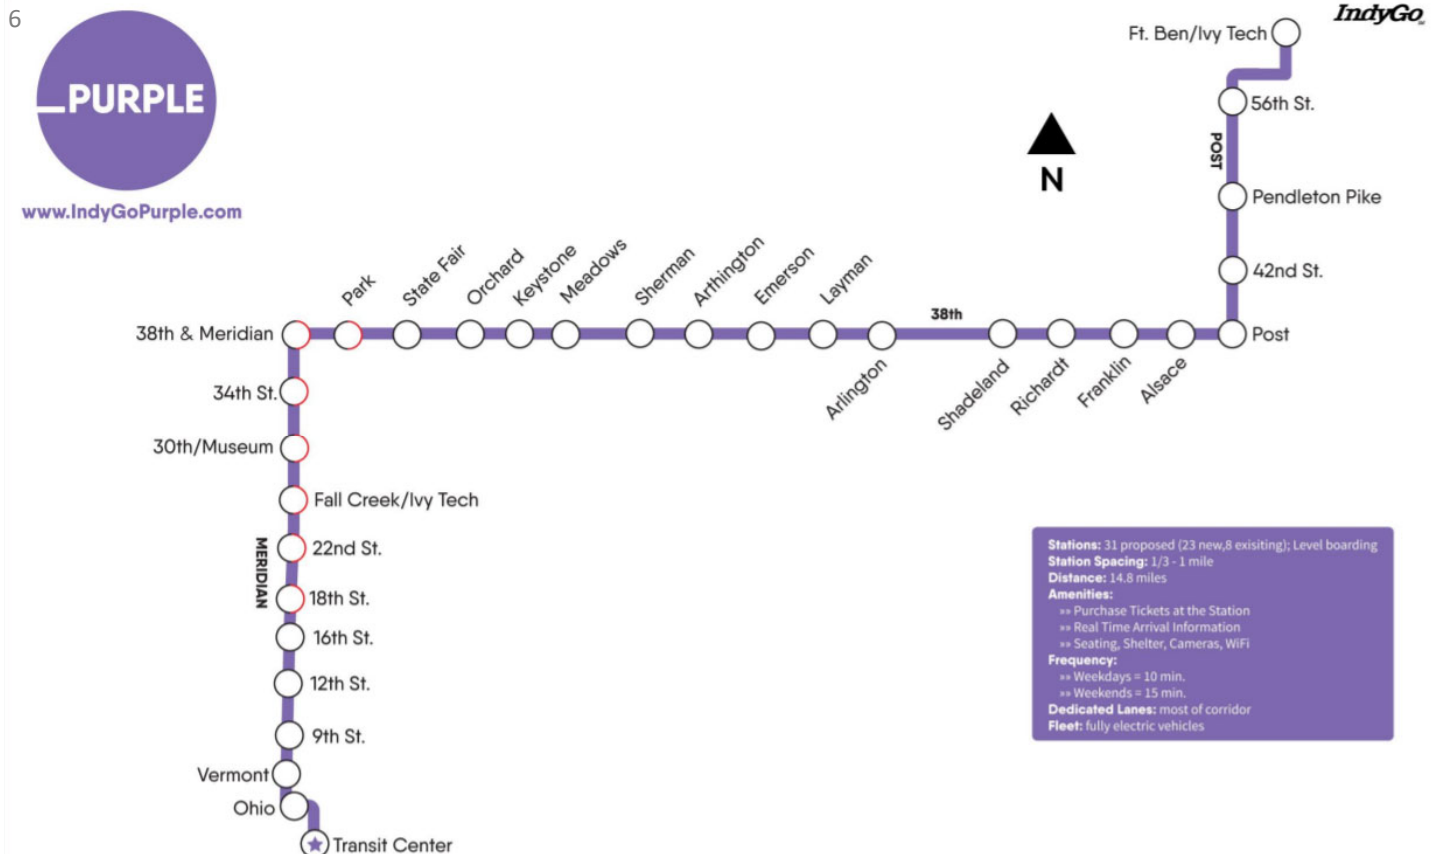 6
IndyGo
_PURPLE
www.IndyGoPurple.com
Ft. Ben/Ivy Tech
56th St.
POST
N
Pendleton Pike
42nd St.
38th & Meridian
Park
State Fair
Orchard
Keystone
Meadows
Sherman
Arthington
Emerson
Layman
Arlington
38th
Shadeland
Richardt
Franklin
Alsace
Post
34th St.
30th/Museum
Fall Creek/Ivy Tech
MERIDIAN
22nd St.
18th St.
16th St.
12th St.
9th St.
Vermont
Ohio
Transit Center
Stations: 31 proposed (23 new,8 exisiting); Level boarding
Station Spacing: 1/3 - 1 mile
Distance: 14.8 miles
Amenities:
»» Purchase Tickets at the Station
»» Real Time Arrival Information
»» Seating, Shelter, Cameras, WiFi
Frequency:
»» Weekdays = 10 min.
»» Weekends = 15 min.
Dedicated Lanes: most of corridor
Fleet: fully electric vehicles